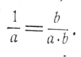 1/a = b/(a·b).